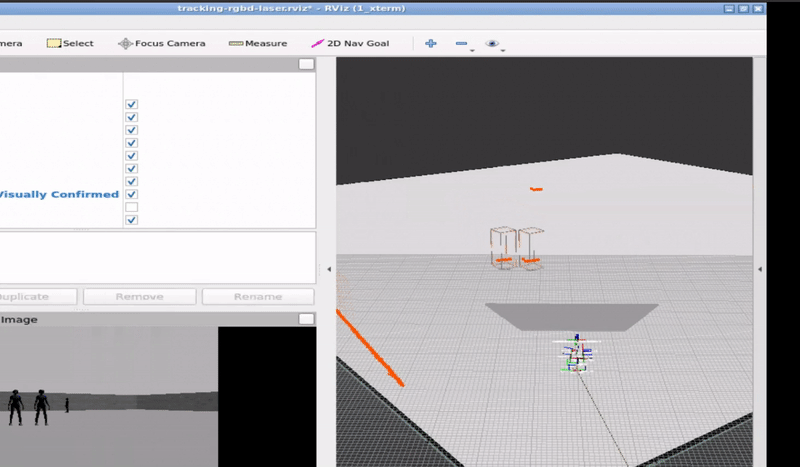 tracking-rgbd-laser.rviz* - RViz (1_xterm)
mera Select Focus Camera Measure 2D Nav Goal
Visually Confirmed
uplicate Remove Rename
Image